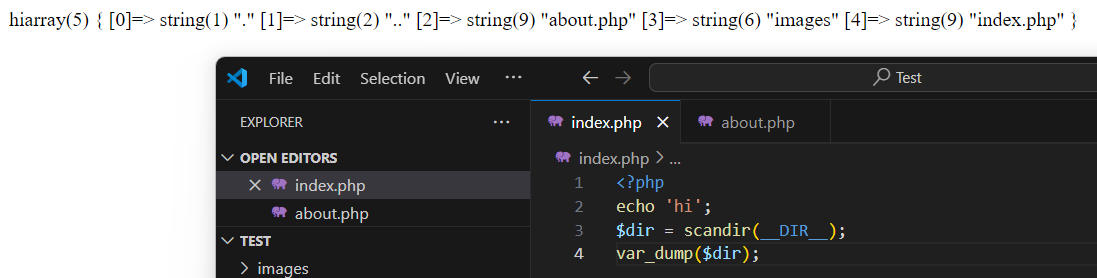 hiarray(5) { [0]=> string(1) "." [1]=> string(2) ".." [2]=> string(9) "about.php" [3]=> string(6) "images" [4]=> string(9) "index.php" }
File Edit Selection View ··· ← → Test
EXPLORER ···
index.php × about.php
OPEN EDITORS
index.php > ...
× index.php
about.php
TEST
> images
1 <?php
2 echo 'hi';
3 $dir = scandir(__DIR__);
4 var_dump($dir);